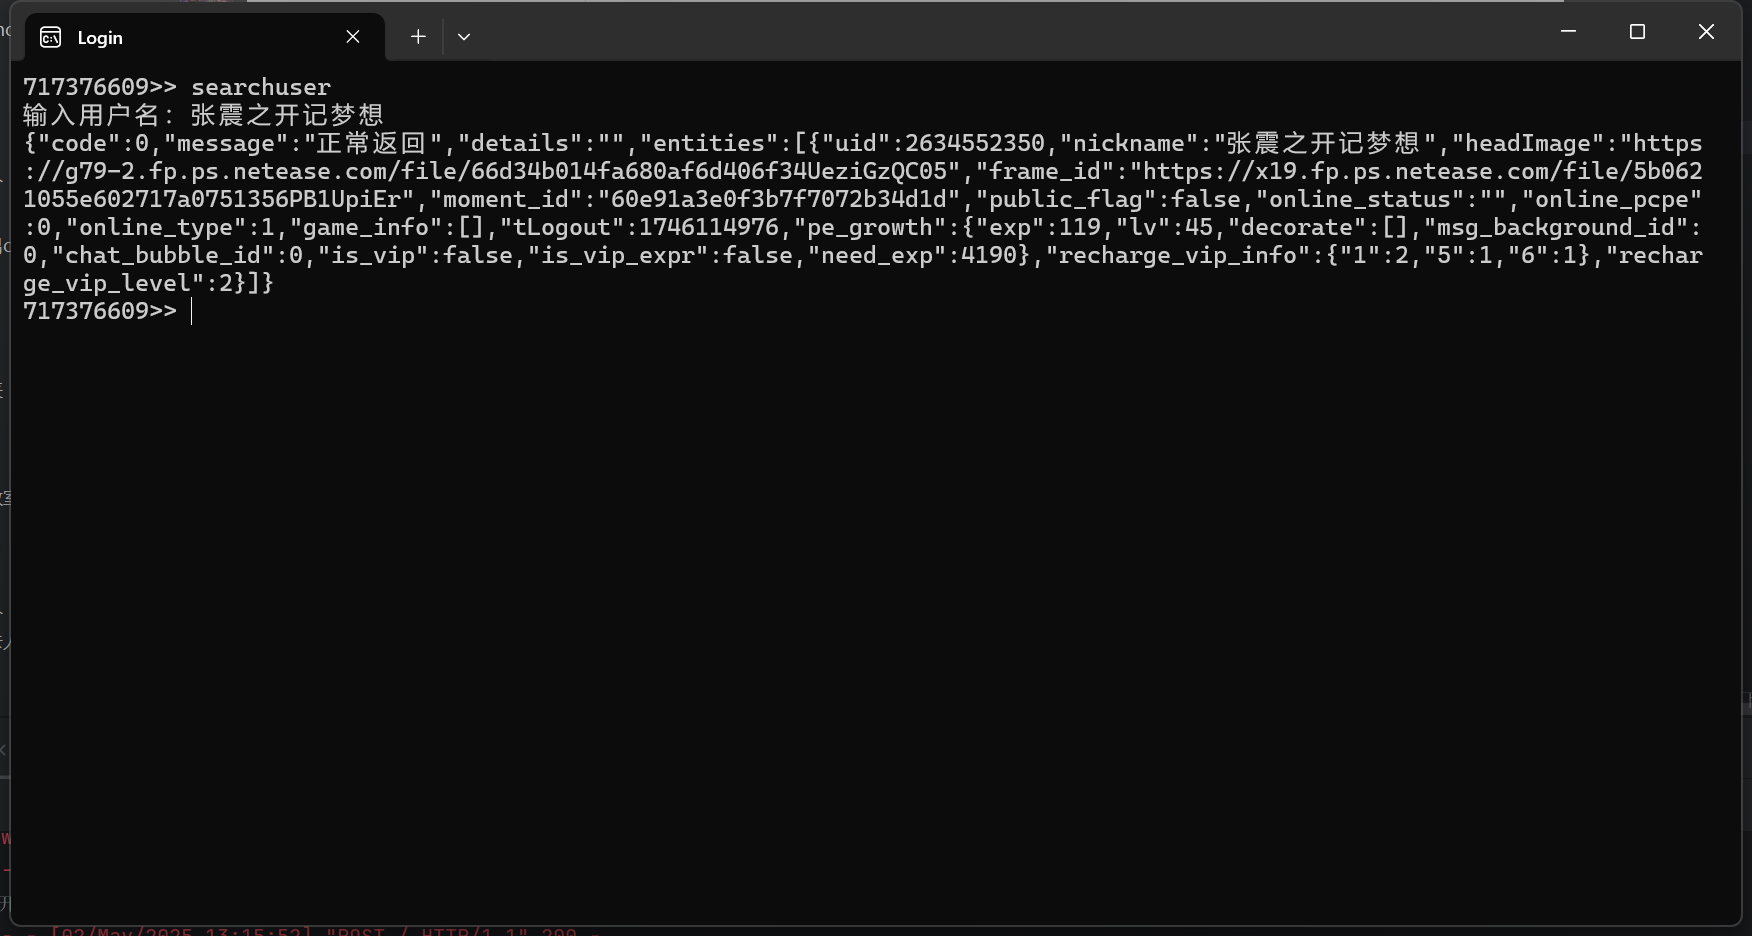 Login
717376609>> searchuser
输入用户名: 张震之开记梦想
{"code":0,"message":"正常返回","details":"","entities":[{"uid":2634552350,"nickname":"张震之开记梦想","headImage":"https
://g79-2.fp.ps.netease.com/file/66d34b014fa680af6d406f34UeziGzQC05","frame_id":"https://x19.fp.ps.netease.com/file/5b062
1055e602717a0751356PB1UpiEr","moment_id":"60e91a3e0f3b7f7072b34d1d","public_flag":false,"online_status":"","online_pcpe"
:0,"online_type":1,"game_info":[],"tLogout":1746114976,"pe_growth":{"exp":119,"lv":45,"decorate":[],"msg_background_id":
0,"chat_bubble_id":0,"is_vip":false,"is_vip_expr":false,"need_exp":4190},"recharge_vip_info":{"1":2,"5":1,"6":1},"rechar
ge_vip_level":2}]}
717376609>>
[02/May/2025 13:15:52] "POST / HTTP/1.1" 200 -